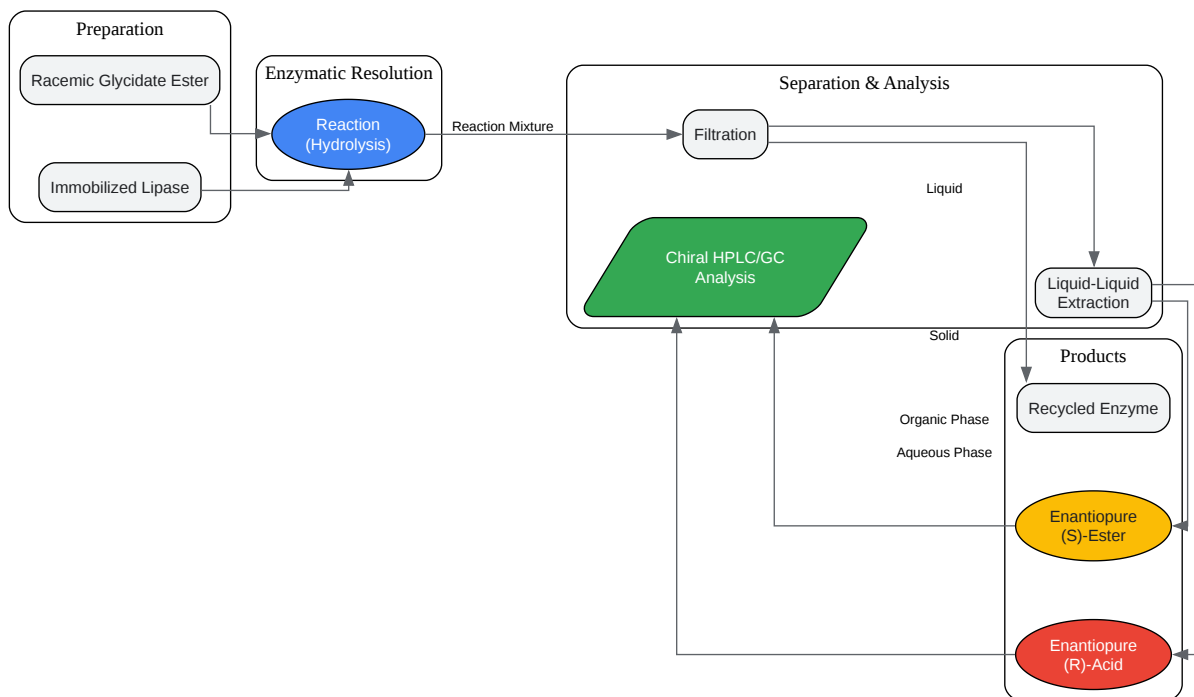 Preparation
Racemic Glycidate Ester
Immobilized Lipase
Enzymatic Resolution
Reaction
(Hydrolysis)
Reaction Mixture
Separation & Analysis
Filtration
Liquid
Chiral HPLC/GC
Analysis
Liquid-Liquid
Extraction
Solid
Products
Recycled Enzyme
Organic Phase
Aqueous Phase
Enantiopure
(S)-Ester
Enantiopure
(R)-Acid